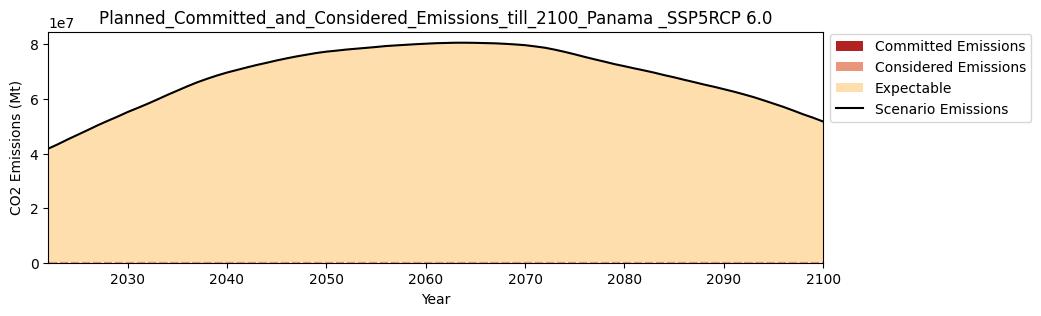 Planned_Committed_and_Considered_Emissions_till_2100_Panama _SSP5RCP 6.0
1e7
8
6
4
2
0
CO2 Emissions (Mt)
2030 2040 2050 2060 2070 2080 2090 2100
Year
Committed Emissions
Considered Emissions
Expectable
Scenario Emissions